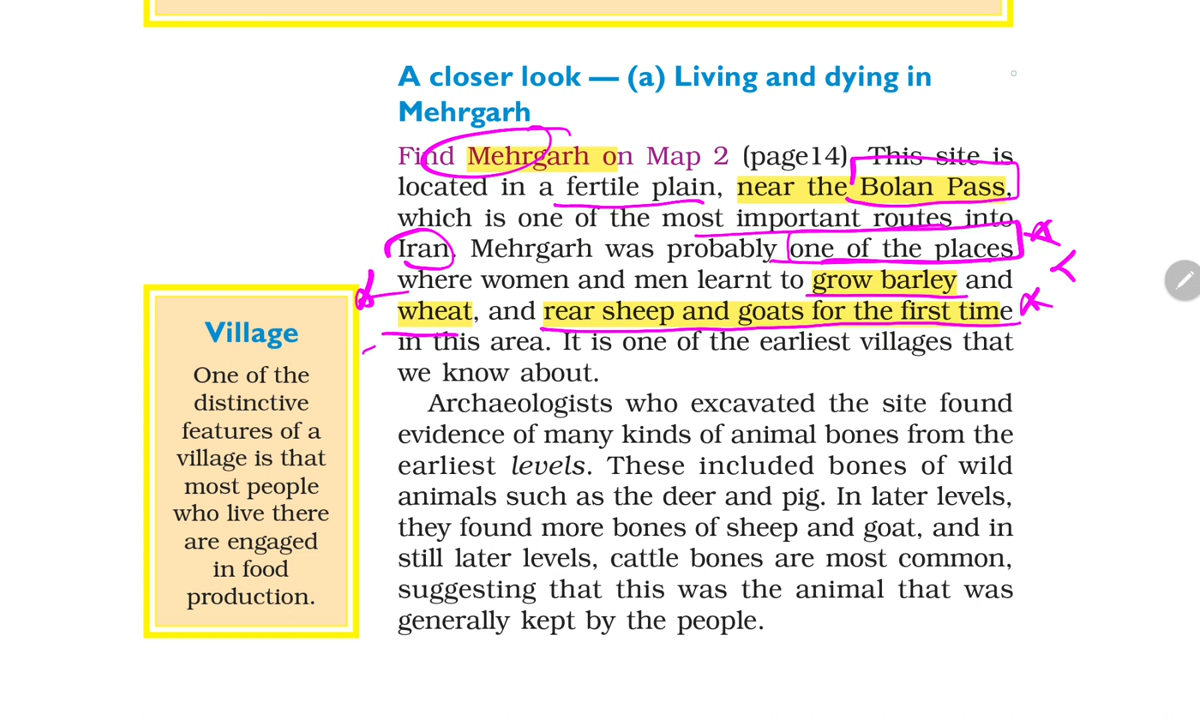 A closer look — (a) Living and dying in
Mehrgarh
Find Mehrgarh on Map 2 (page14). This site is
located in a fertile plain, near the Bolan Pass,
which is one of the most important routes into
Iran. Mehrgarh was probably one of the places
where women and men learnt to grow barley and
wheat, and rear sheep and goats for the first time
in this area. It is one of the earliest villages that
we know about.
Archaeologists who excavated the site found
evidence of many kinds of animal bones from the
earliest levels. These included bones of wild
animals such as the deer and pig. In later levels,
they found more bones of sheep and goat, and in
still later levels, cattle bones are most common,
suggesting that this was the animal that was
generally kept by the people.
Village
One of the
distinctive
features of a
village is that
most people
who live there
are engaged
in food
production.